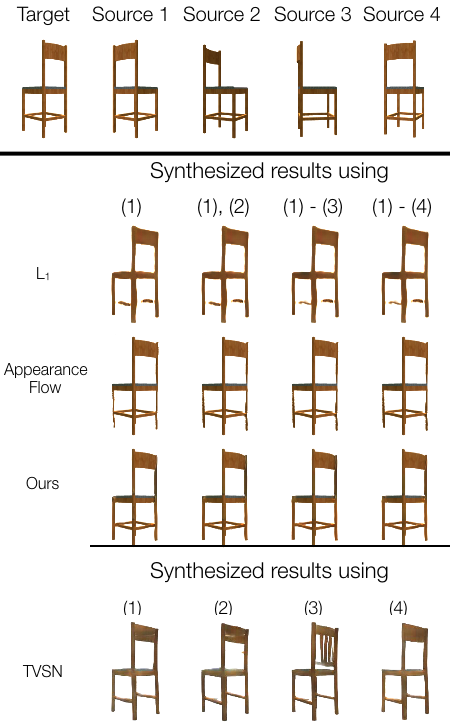 Target Source 1 Source 2 Source 3 Source 4
Synthesized results using
(1) (1), (2) (1) - (3) (1) - (4)
L₁
Appearance
Flow
Ours
Synthesized results using
(1) (2) (3) (4)
TVSN